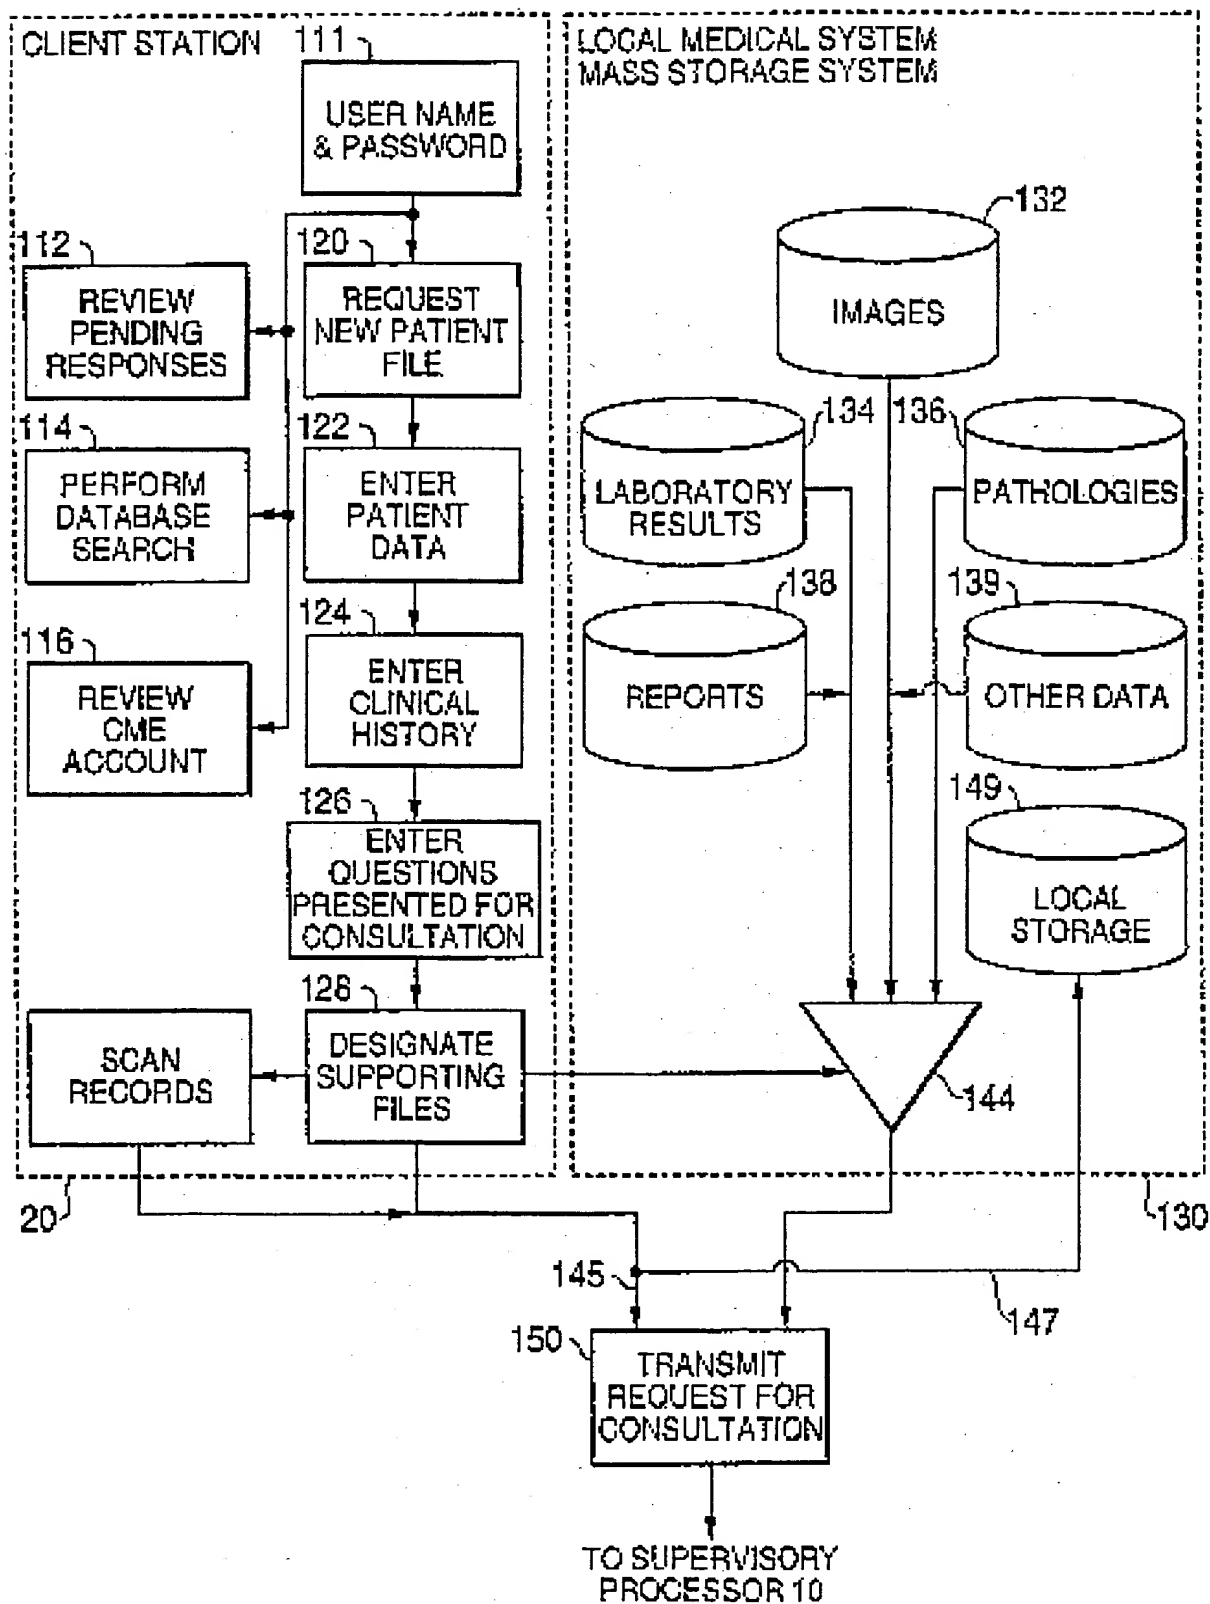 CLIENT STATION
111
USER NAME
& PASSWORD
112
REVIEW
PENDING
RESPONSES
120
REQUEST
NEW PATIENT
FILE
114
PERFORM
DATABASE
SEARCH
122
ENTER
PATIENT
DATA
116
REVIEW
CME
ACCOUNT
124
ENTER
CLINICAL
HISTORY
126
ENTER
QUESTIONS
PRESENTED FOR
CONSULTATION
128
DESIGNATE
SUPPORTING
FILES
SCAN
RECORDS
20
LOCAL MEDICAL SYSTEM
MASS STORAGE SYSTEM
132
IMAGES
134
LABORATORY
RESULTS
136
PATHOLOGIES
138
REPORTS
139
OTHER DATA
149
LOCAL
STORAGE
144
130
145
147
150
TRANSMIT
REQUEST FOR
CONSULTATION
TO SUPERVISORY
PROCESSOR 10